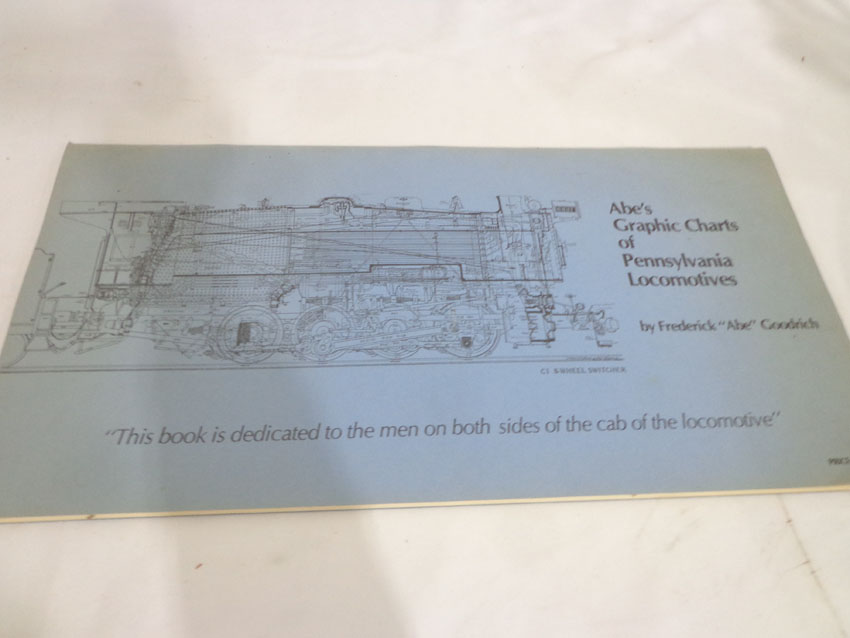 Abe's
Graphic Charts
of
Pennsylvania
Locomotives
by Frederick "Abe" Goodrich
C1 8-WHEEL SWITCHER
"This book is dedicated to the men on both sides of the cab of the locomotive"